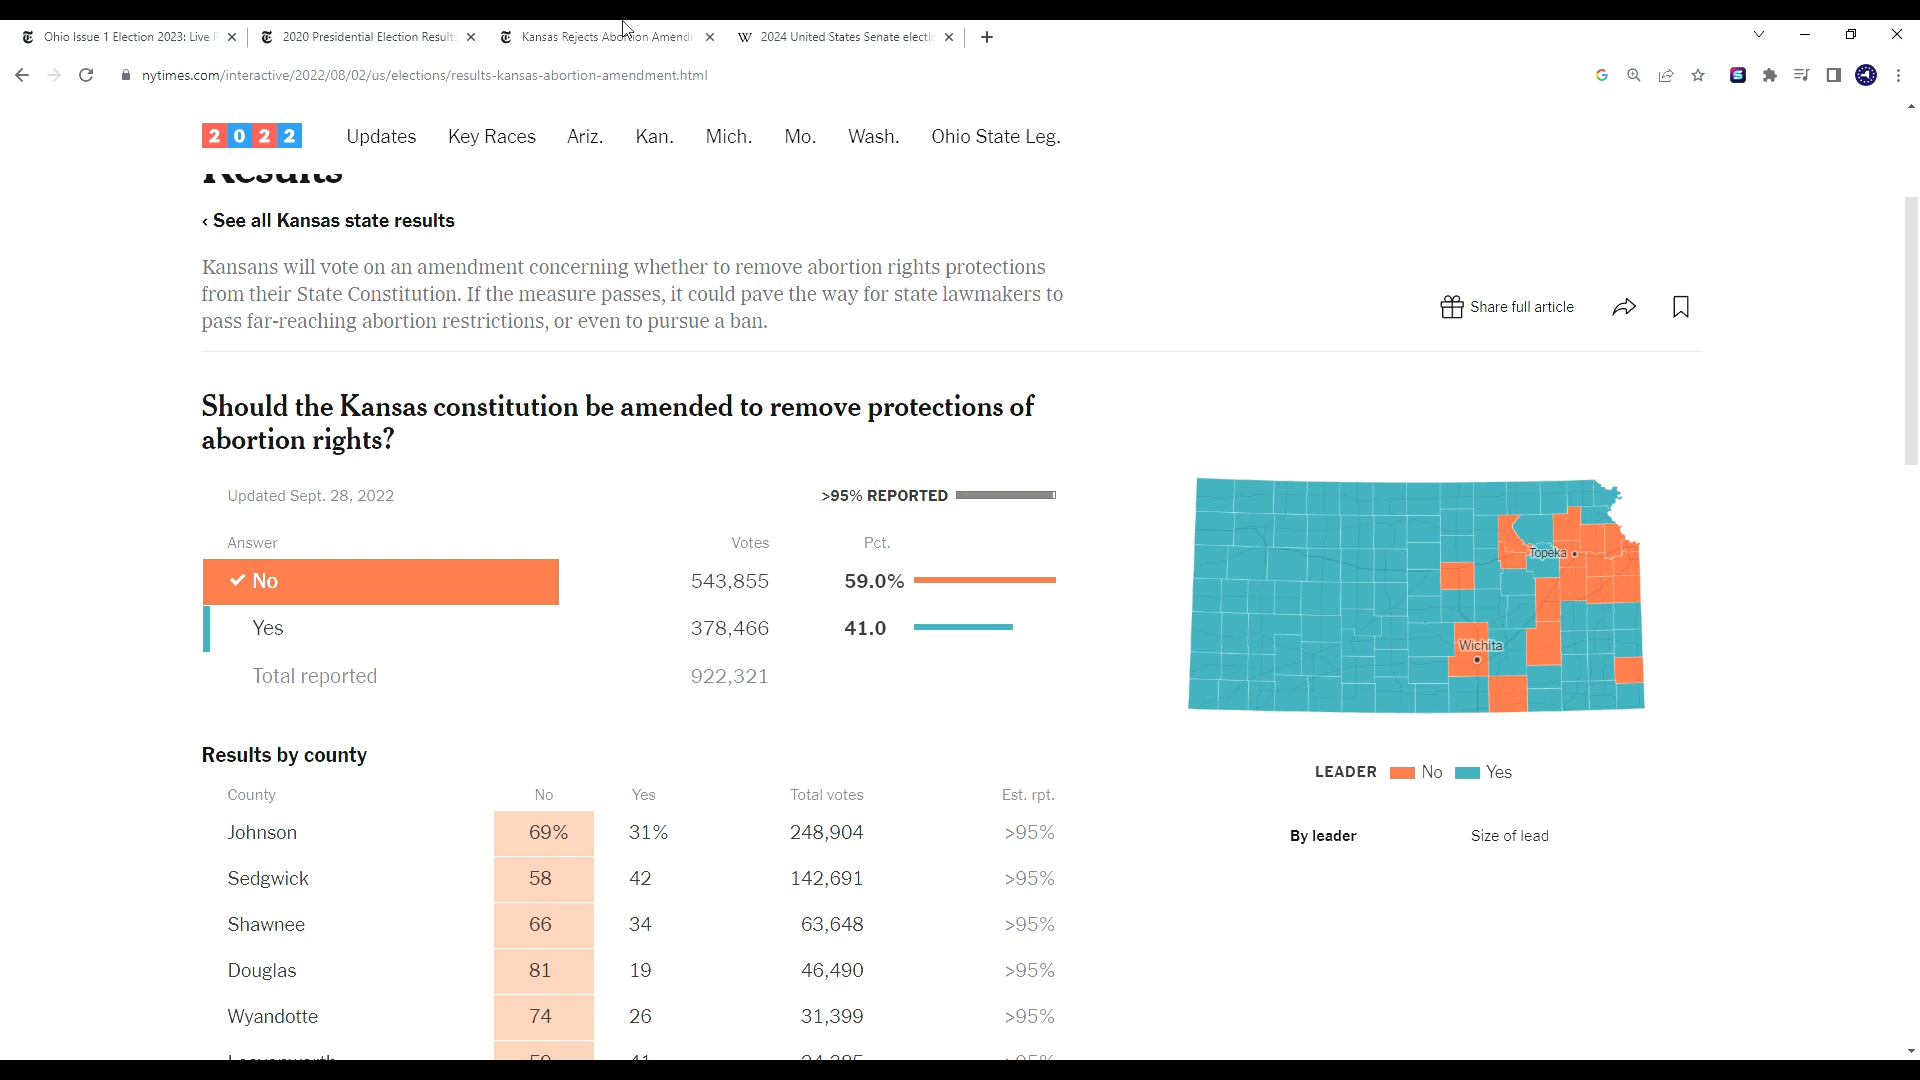 Ohio Issue 1 Election 2023: Live
2020 Presidential Election Results
Kansas Rejects Abortion Amend
2024 United States Senate electi
nytimes.com/interactive/2022/08/02/us/elections/results-kansas-abortion-amendment.html
2022 Updates Key Races Ariz. Kan. Mich. Mo. Wash. Ohio State Leg.
Results
‹ See all Kansas state results
Kansans will vote on an amendment concerning whether to remove abortion rights protections
from their State Constitution. If the measure passes, it could pave the way for state lawmakers to
pass far-reaching abortion restrictions, or even to pursue a ban.
Share full article
Should the Kansas constitution be amended to remove protections of
abortion rights?
Updated Sept. 28, 2022 >95% REPORTED
Answer Votes Pct.
No 543,855 59.0%
Yes 378,466 41.0
Total reported 922,321
Topeka
Wichita
LEADER No Yes
By leader Size of lead
Results by county
County No Yes Total votes Est. rpt.
Johnson 69% 31% 248,904 >95%
Sedgwick 58 42 142,691 >95%
Shawnee 66 34 63,648 >95%
Douglas 81 19 46,490 >95%
Wyandotte 74 26 31,399 >95%